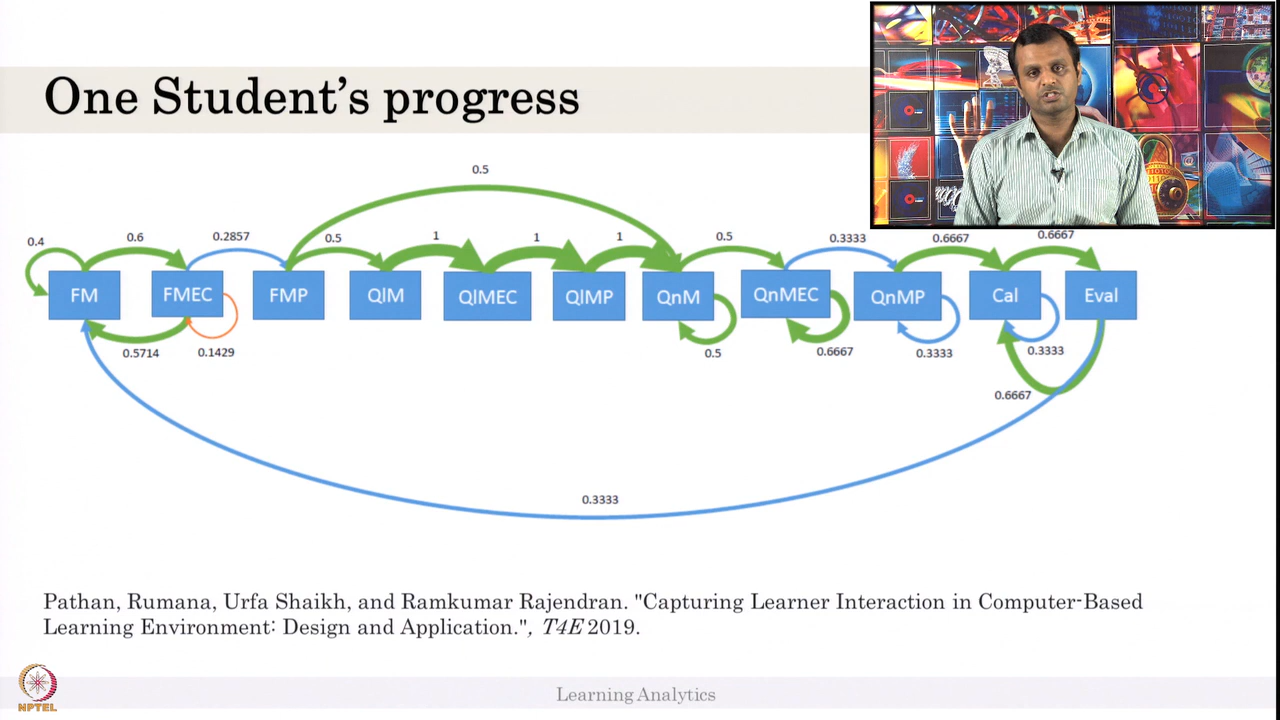 One Student's progress
0.5
0.4
0.6
0.2857
0.5
1
1
1
0.5
0.3333
0.6667
0.6667
FM
FMEC
FMP
QlM
QlMEC
QlMP
QnM
QnMEC
QnMP
Cal
Eval
0.5714
0.1429
0.5
0.6667
0.3333
0.3333
0.6667
0.3333
Pathan, Rumana, Urfa Shaikh, and Ramkumar Rajendran. "Capturing Learner Interaction in Computer-Based
Learning Environment: Design and Application.", T4E 2019.
NPTEL
Learning Analytics